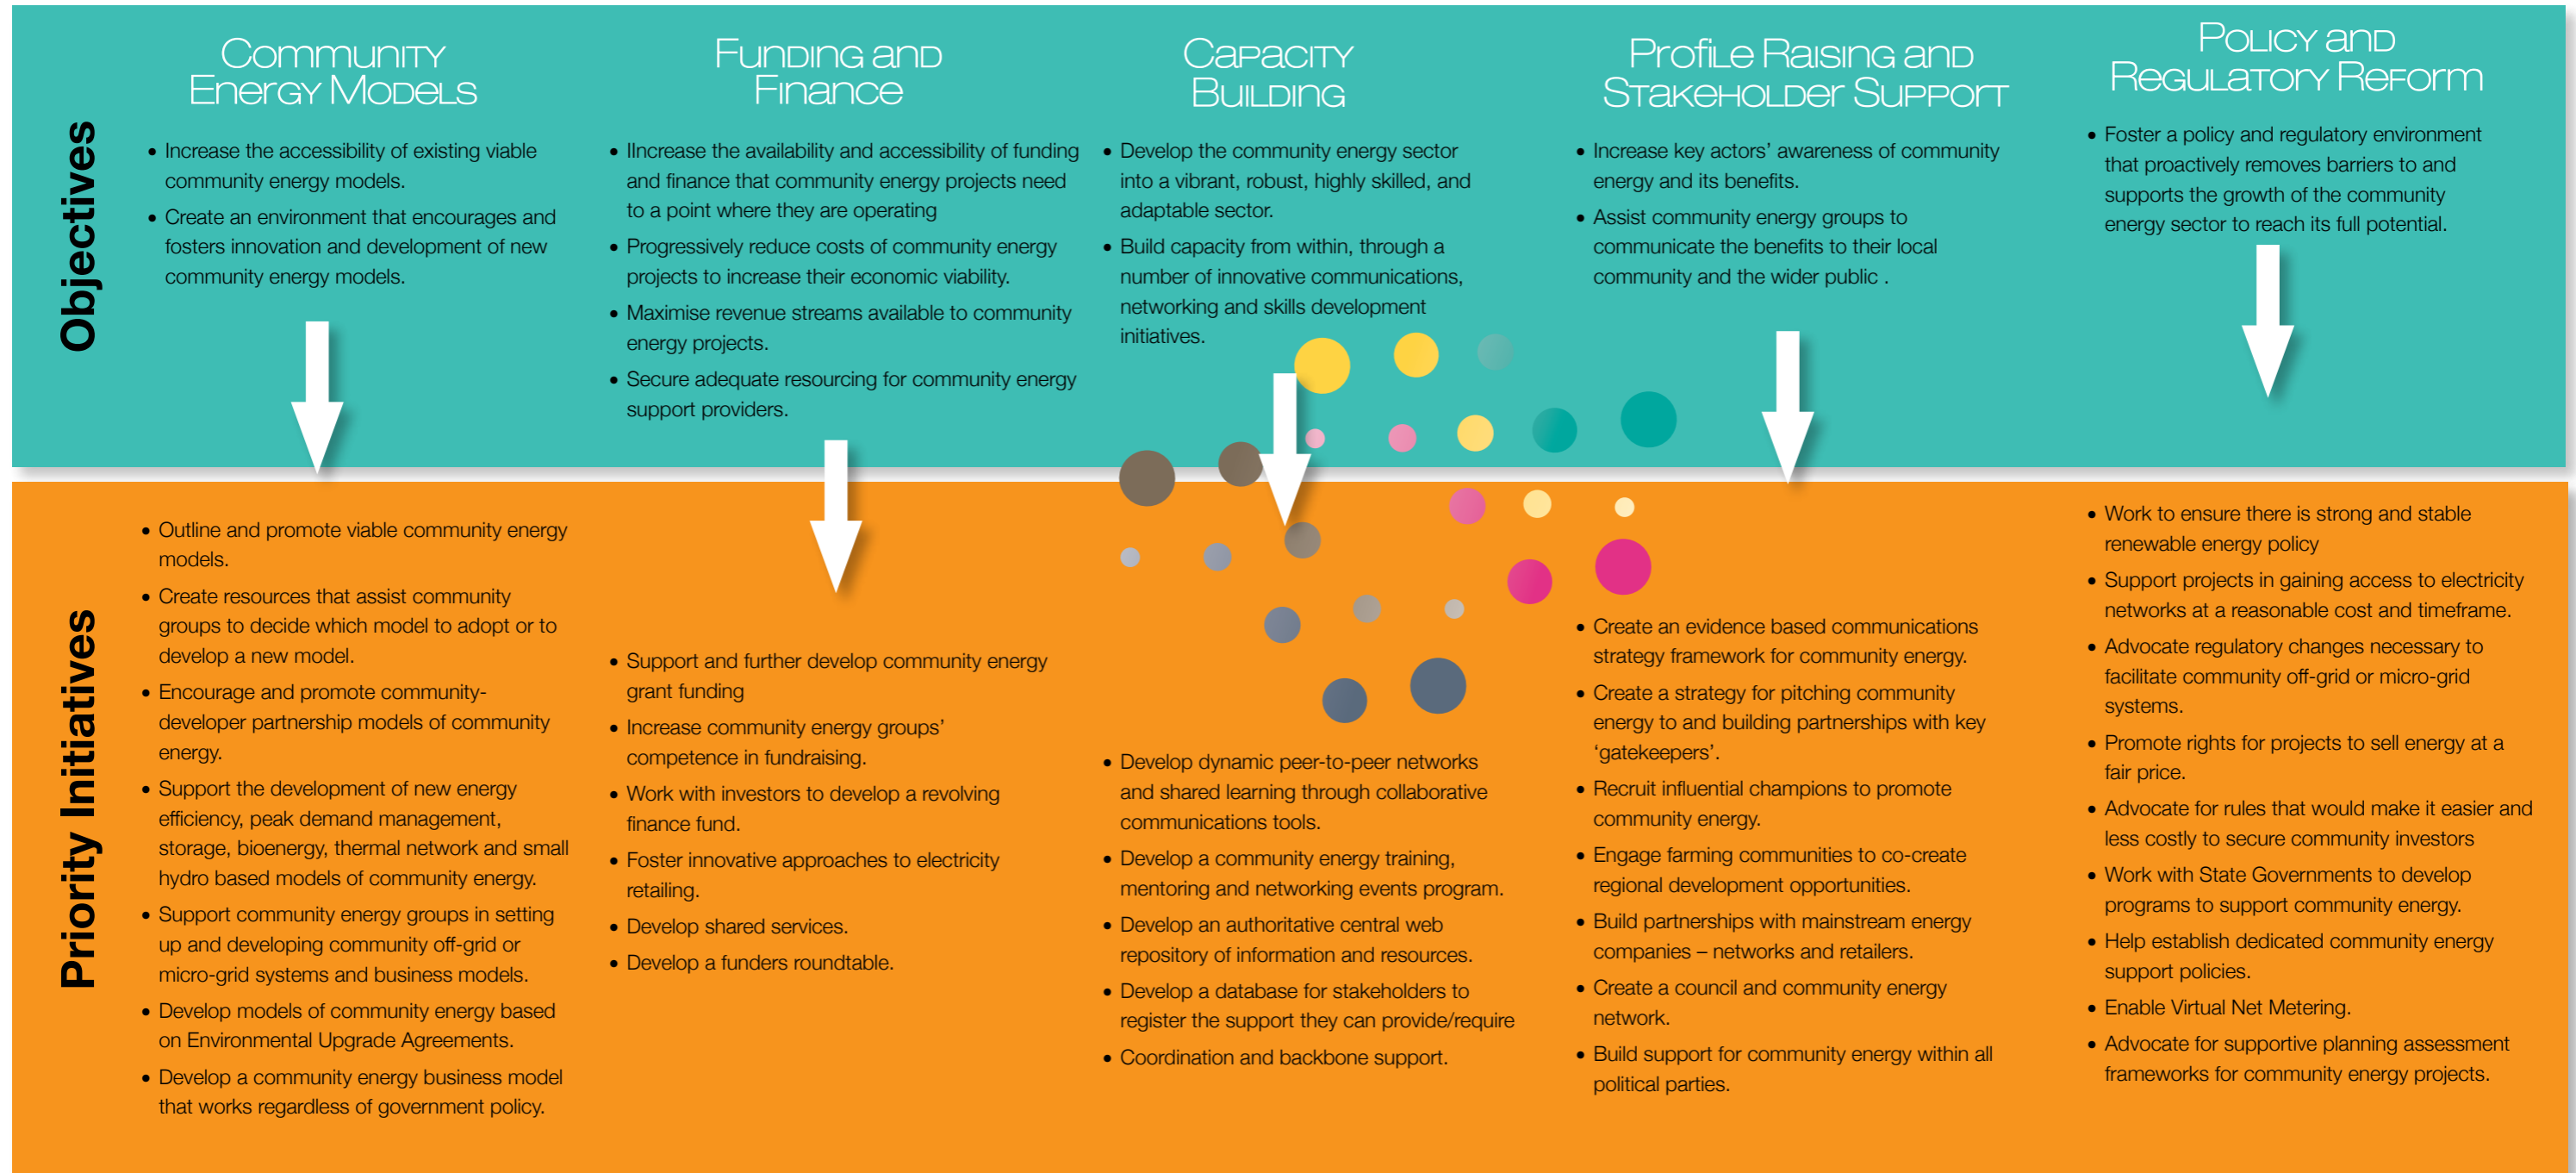 Objectives
Community
Energy Models
• Increase the accessibility of existing viable
community energy models.
• Create an environment that encourages and
fosters innovation and development of new
community energy models.
Funding and
Finance
• IIncrease the availability and accessibility of funding
and finance that community energy projects need
to a point where they are operating
• Progressively reduce costs of community energy
projects to increase their economic viability.
• Maximise revenue streams available to community
energy projects.
• Secure adequate resourcing for community energy
support providers.
Capacity
Building
• Develop the community energy sector
into a vibrant, robust, highly skilled, and
adaptable sector.
• Build capacity from within, through a
number of innovative communications,
networking and skills development
initiatives.
Profile Raising and
Stakeholder Support
• Increase key actors' awareness of community
energy and its benefits.
• Assist community energy groups to
communicate the benefits to their local
community and the wider public .
Policy and
Regulatory Reform
• Foster a policy and regulatory environment
that proactively removes barriers to and
supports the growth of the community
energy sector to reach its full potential.
Priority Initiatives
• Outline and promote viable community energy
models.
• Create resources that assist community
groups to decide which model to adopt or to
develop a new model.
• Encourage and promote community-
developer partnership models of community
energy.
• Support the development of new energy
efficiency, peak demand management,
storage, bioenergy, thermal network and small
hydro based models of community energy.
• Support community energy groups in setting
up and developing community off-grid or
micro-grid systems and business models.
• Develop models of community energy based
on Environmental Upgrade Agreements.
• Develop a community energy business model
that works regardless of government policy.
• Support and further develop community energy
grant funding
• Increase community energy groups'
competence in fundraising.
• Work with investors to develop a revolving
finance fund.
• Foster innovative approaches to electricity
retailing.
• Develop shared services.
• Develop a funders roundtable.
• Develop dynamic peer-to-peer networks
and shared learning through collaborative
communications tools.
• Develop a community energy training,
mentoring and networking events program.
• Develop an authoritative central web
repository of information and resources.
• Develop a database for stakeholders to
register the support they can provide/require
• Coordination and backbone support.
• Create an evidence based communications
strategy framework for community energy.
• Create a strategy for pitching community
energy to and building partnerships with key
'gatekeepers'.
• Recruit influential champions to promote
community energy.
• Engage farming communities to co-create
regional development opportunities.
• Build partnerships with mainstream energy
companies – networks and retailers.
• Create a council and community energy
network.
• Build support for community energy within all
political parties.
• Work to ensure there is strong and stable
renewable energy policy
• Support projects in gaining access to electricity
networks at a reasonable cost and timeframe.
• Advocate regulatory changes necessary to
facilitate community off-grid or micro-grid
systems.
• Promote rights for projects to sell energy at a
fair price.
• Advocate for rules that would make it easier and
less costly to secure community investors
• Work with State Governments to develop
programs to support community energy.
• Help establish dedicated community energy
support policies.
• Enable Virtual Net Metering.
• Advocate for supportive planning assessment
frameworks for community energy projects.